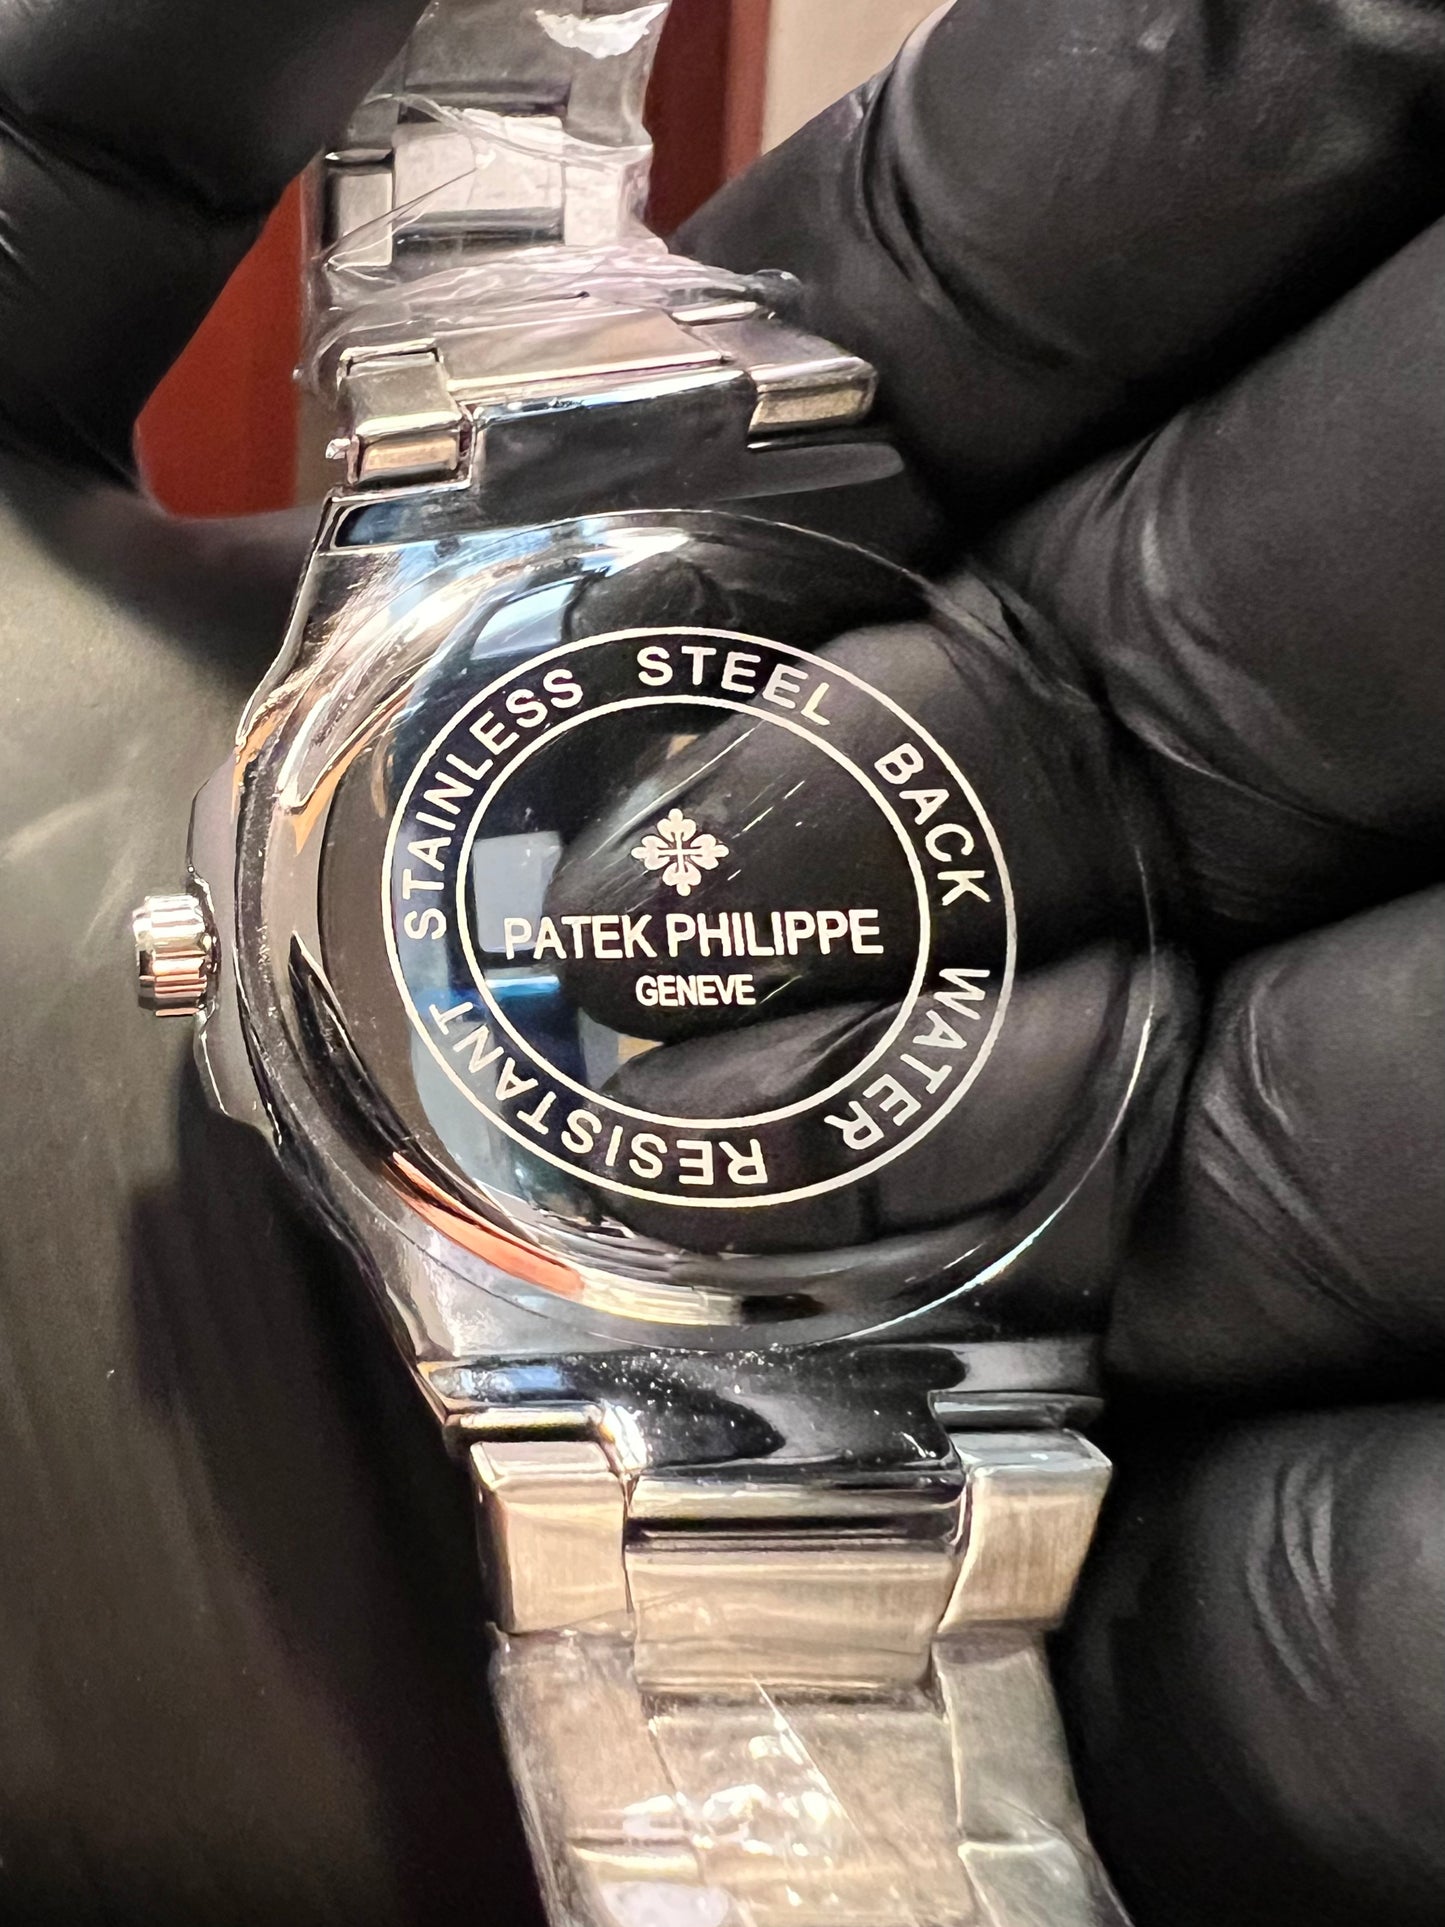 STAINLESS STEEL BACK WATER RESISTANT
PATEK PHILIPPE
GENEVE